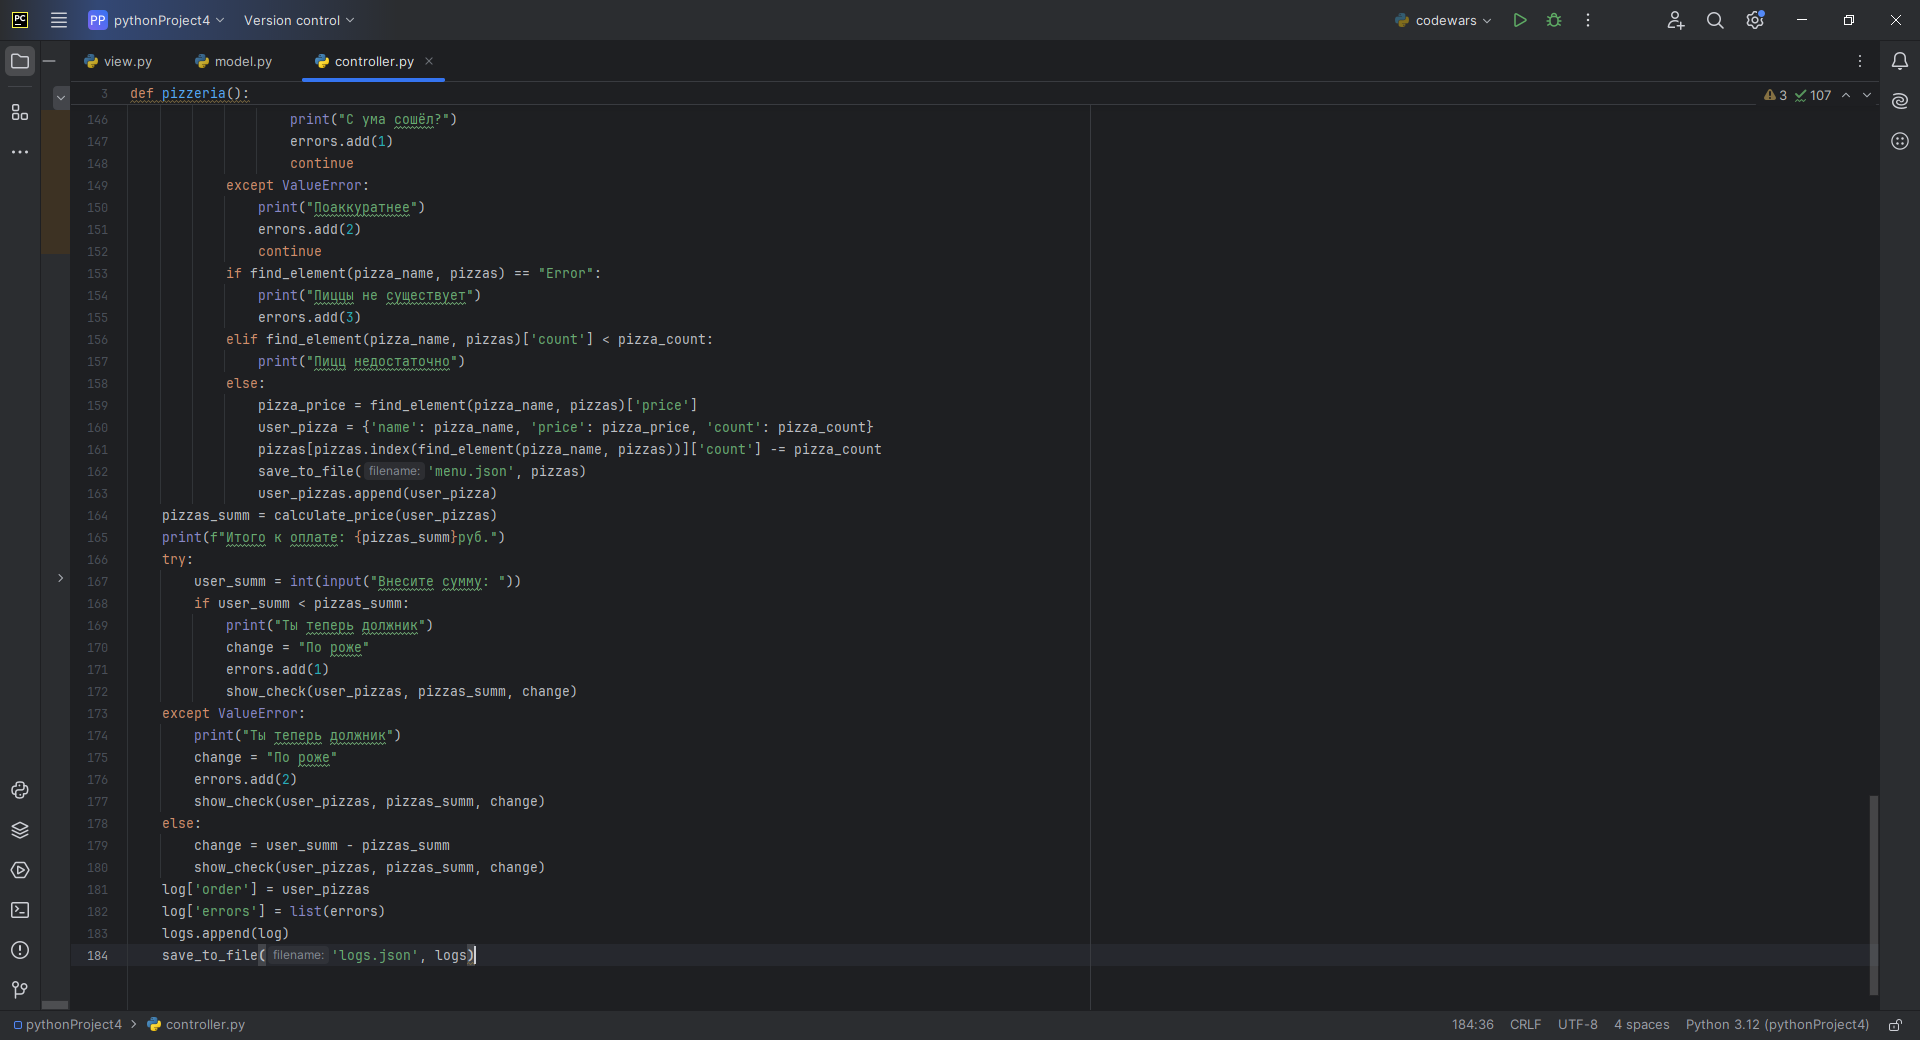 PC PP pythonProject4 Version control codewars
view.py model.py controller.py
3 def pizzeria(): 3 107
146 print("С ума сошёл?")
147 errors.add(1)
148 continue
149 except ValueError:
150 print("Поаккуратнее")
151 errors.add(2)
152 continue
153 if find_element(pizza_name, pizzas) == "Error":
154 print("Пиццы не существует")
155 errors.add(3)
156 elif find_element(pizza_name, pizzas)['count'] < pizza_count:
157 print("Пицц недостаточно")
158 else:
159 pizza_price = find_element(pizza_name, pizzas)['price']
160 user_pizza = {'name': pizza_name, 'price': pizza_price, 'count': pizza_count}
161 pizzas[pizzas.index(find_element(pizza_name, pizzas))]['count'] -= pizza_count
162 save_to_file( filename: 'menu.json', pizzas)
163 user_pizzas.append(user_pizza)
164 pizzas_summ = calculate_price(user_pizzas)
165 print(f"Итого к оплате: {pizzas_summ}руб.")
166 try:
167 user_summ = int(input("Внесите сумму: "))
168 if user_summ < pizzas_summ:
169 print("Ты теперь должник")
170 change = "По роже"
171 errors.add(1)
172 show_check(user_pizzas, pizzas_summ, change)
173 except ValueError:
174 print("Ты теперь должник")
175 change = "По роже"
176 errors.add(2)
177 show_check(user_pizzas, pizzas_summ, change)
178 else:
179 change = user_summ - pizzas_summ
180 show_check(user_pizzas, pizzas_summ, change)
181 log['order'] = user_pizzas
182 log['errors'] = list(errors)
183 logs.append(log)
184 save_to_file( filename: 'logs.json', logs)
pythonProject4 > controller.py 184:36 CRLF UTF-8 4 spaces Python 3.12 (pythonProject4)